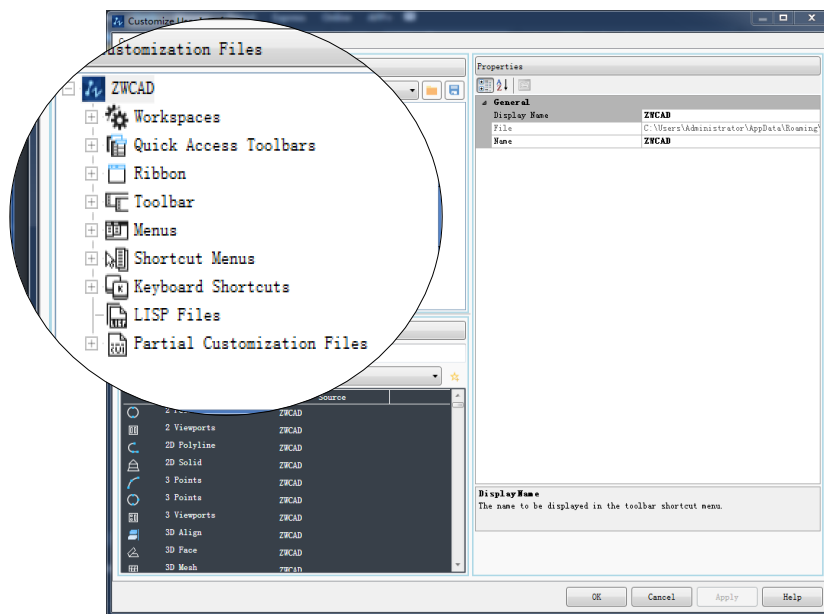 Customize
Customization Files
ZWCAD
Workspaces
Quick Access Toolbars
Ribbon
Toolbar
Menus
Shortcut Menus
Keyboard Shortcuts
LISP Files
Partial Customization Files
Source
ZWCAD
2 Viewports ZWCAD
2D Polyline ZWCAD
2D Solid ZWCAD
3 Points ZWCAD
3 Points ZWCAD
3 Viewports ZWCAD
3D Align ZWCAD
3D Face ZWCAD
3D Mesh ZWCAD
Properties
General
Display Name ZWCAD
File C:\Users\Administrator\AppData\Roaming\
Name ZWCAD
DisplayName
The name to be displayed in the toolbar shortcut menu.
OK Cancel Apply Help